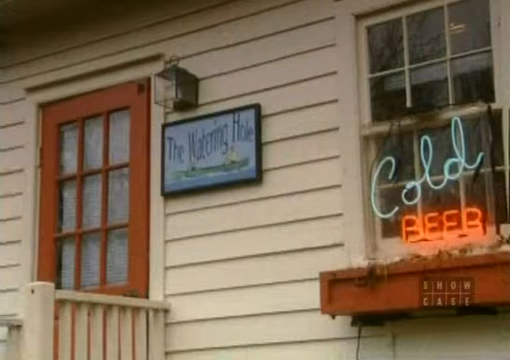 The Watering Hole
Cold
BEER
SHOW
CASE